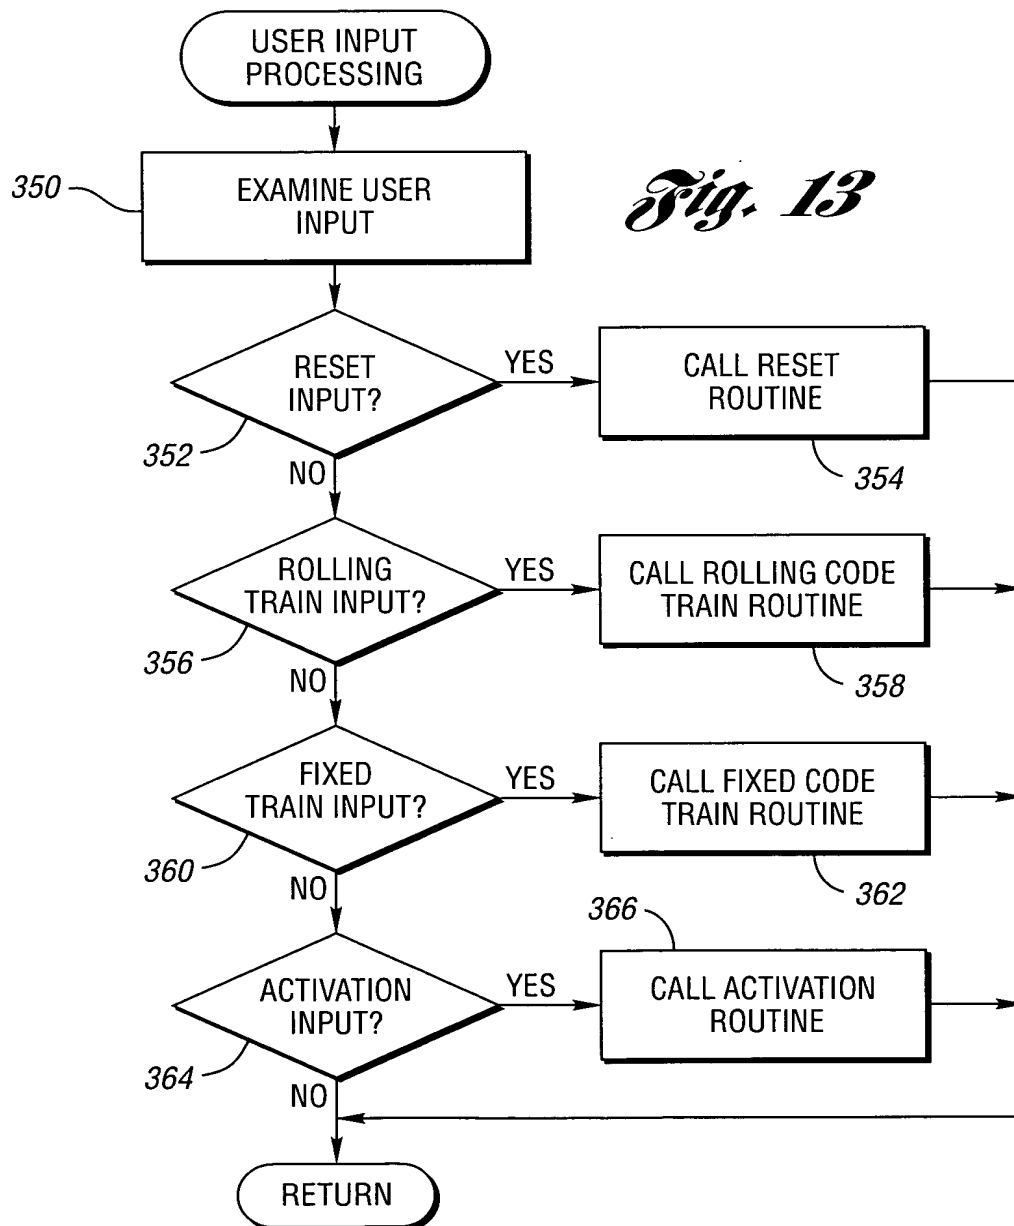 USER INPUT
PROCESSING
350
EXAMINE USER
INPUT
Fig. 13
RESET
INPUT?
YES
CALL RESET
ROUTINE
352
354
NO
ROLLING
TRAIN INPUT?
YES
CALL ROLLING CODE
TRAIN ROUTINE
356
358
NO
FIXED
TRAIN INPUT?
YES
CALL FIXED CODE
TRAIN ROUTINE
360
362
NO
366
ACTIVATION
INPUT?
YES
CALL ACTIVATION
ROUTINE
364
NO
RETURN